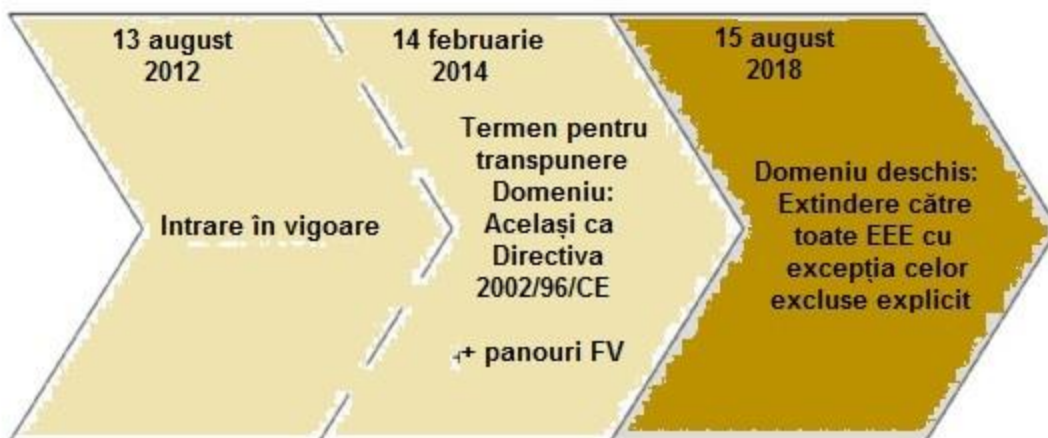 13 august
2012
Intrare în vigoare
14 februarie
2014
Termen pentru
transpunere
Domeniu:
Același ca
Directiva
2002/96/CE
+ panouri FV
15 august
2018
Domeniu deschis:
Extindere către
toate EEE cu
excepția celor
excluse explicit